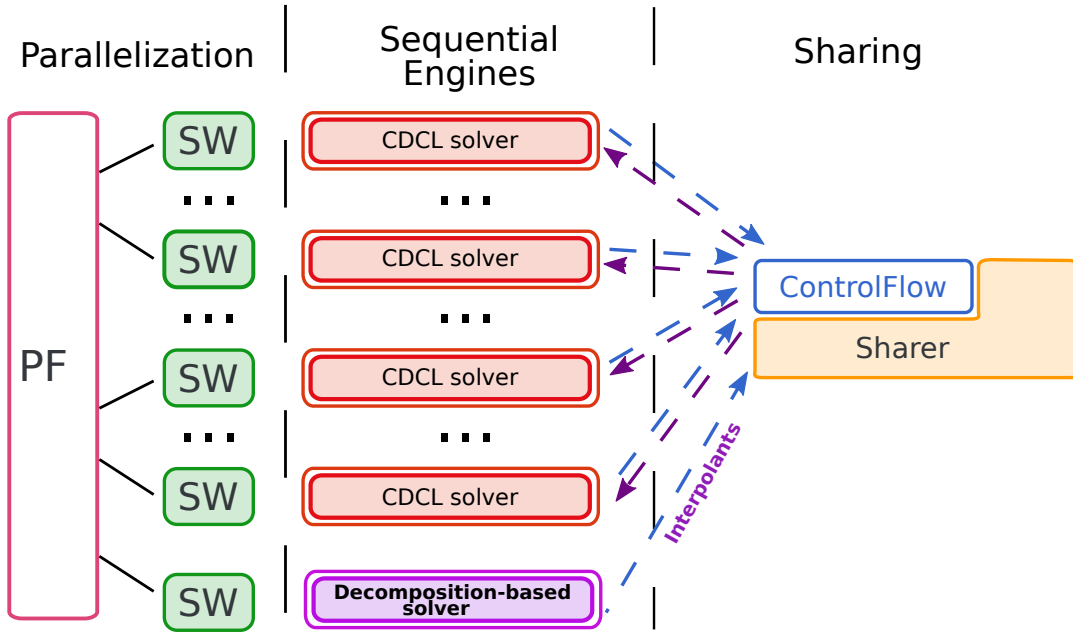 Parallelization
Sequential
Engines
Sharing
PF
SW
CDCL solver
SW
CDCL solver
ControlFlow
Sharer
SW
CDCL solver
SW
CDCL solver
Interpolants
SW
Decomposition-based
solver